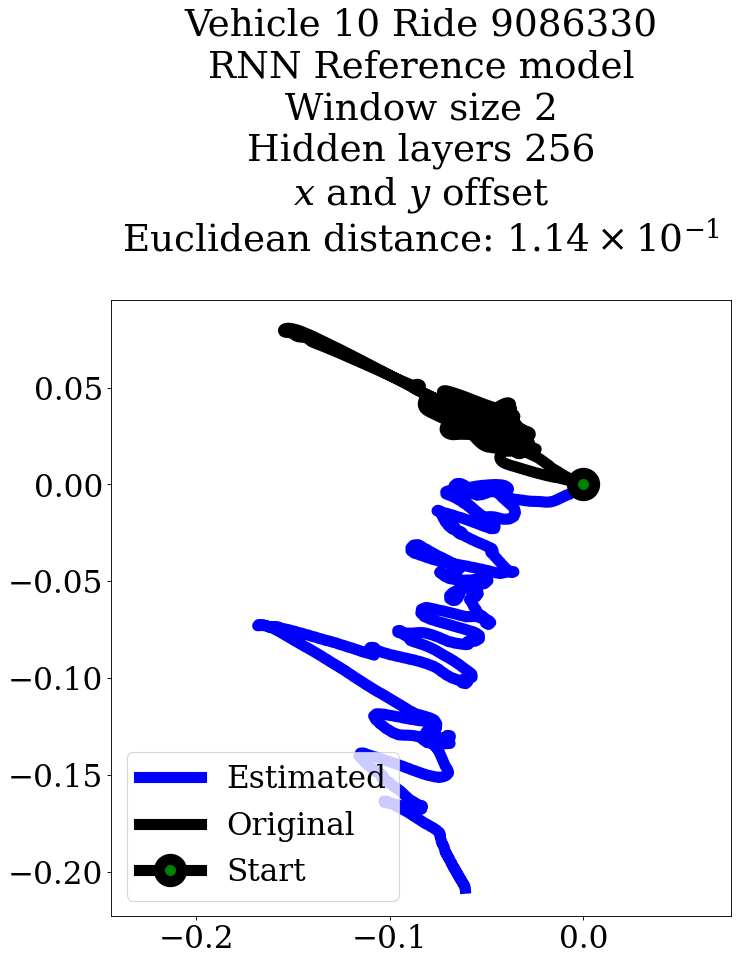 Vehicle 10 Ride 9086330
RNN Reference model
Window size 2
Hidden layers 256
x and y offset
Euclidean distance: 1.14 × 10⁻¹
0.05
0.00
−0.05
−0.10
−0.15
−0.20
Estimated
Original
Start
−0.2 −0.1 0.0